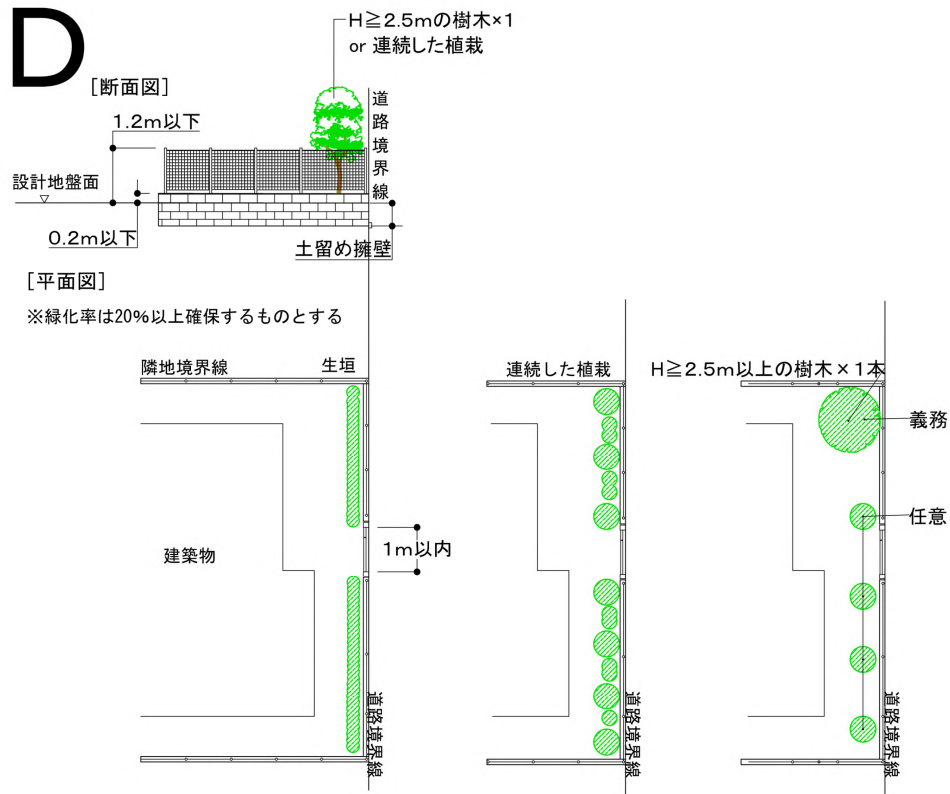 D
H≧2.5mの樹木×1
or 連続した植栽
[断面図]
道路境界線
1.2m以下
設計地盤面
0.2m以下
土留め擁壁
[平面図]
※緑化率は20%以上確保するものとする
隣地境界線
生垣
連続した植栽
H≧2.5m以上の樹木×1本
義務
任意
1m以内
建築物
道路境界線
道路境界線
道路境界線